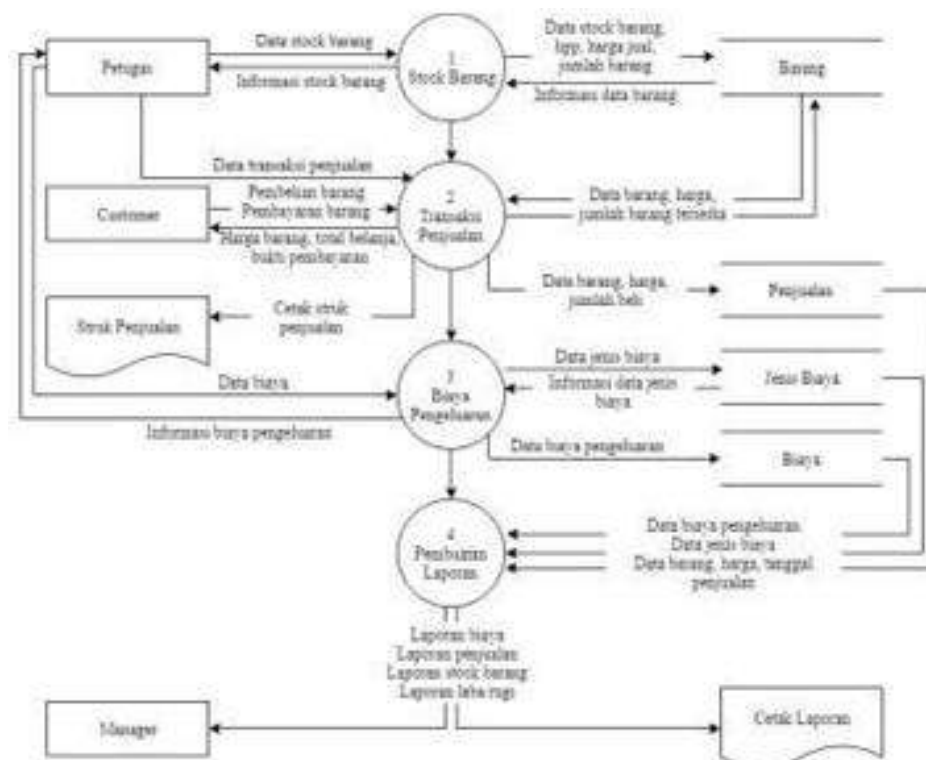 Petugas
Data stock barang
Informasi stock barang
1
Stock Barang
Data stock barang,
hpp, harga jual,
jumlah barang
Informasi data barang
Barang
Data transaksi penjualan
Customer
Pembelian barang
Pembayaran barang
Harga barang, total belanja,
bukti pembayaran
2
Transaksi
Penjualan
Data barang, harga,
jumlah barang tersedia
Struk Penjualan
Cetak struk
penjualan
Data barang, harga,
jumlah beli
Penjualan
Data biaya
Informasi biaya pengeluaran
3
Biaya
Pengeluaran
Data jenis biaya
Informasi data jenis
biaya
Jenis Biaya
Data biaya pengeluaran
Biaya
4
Pembuatan
Laporan
Data biaya pengeluaran
Data jenis biaya
Data barang, harga, tanggal
penjualan
Laporan biaya
Laporan penjualan
Laporan stock barang
Laporan laba rugi
Manager
Cetak Laporan